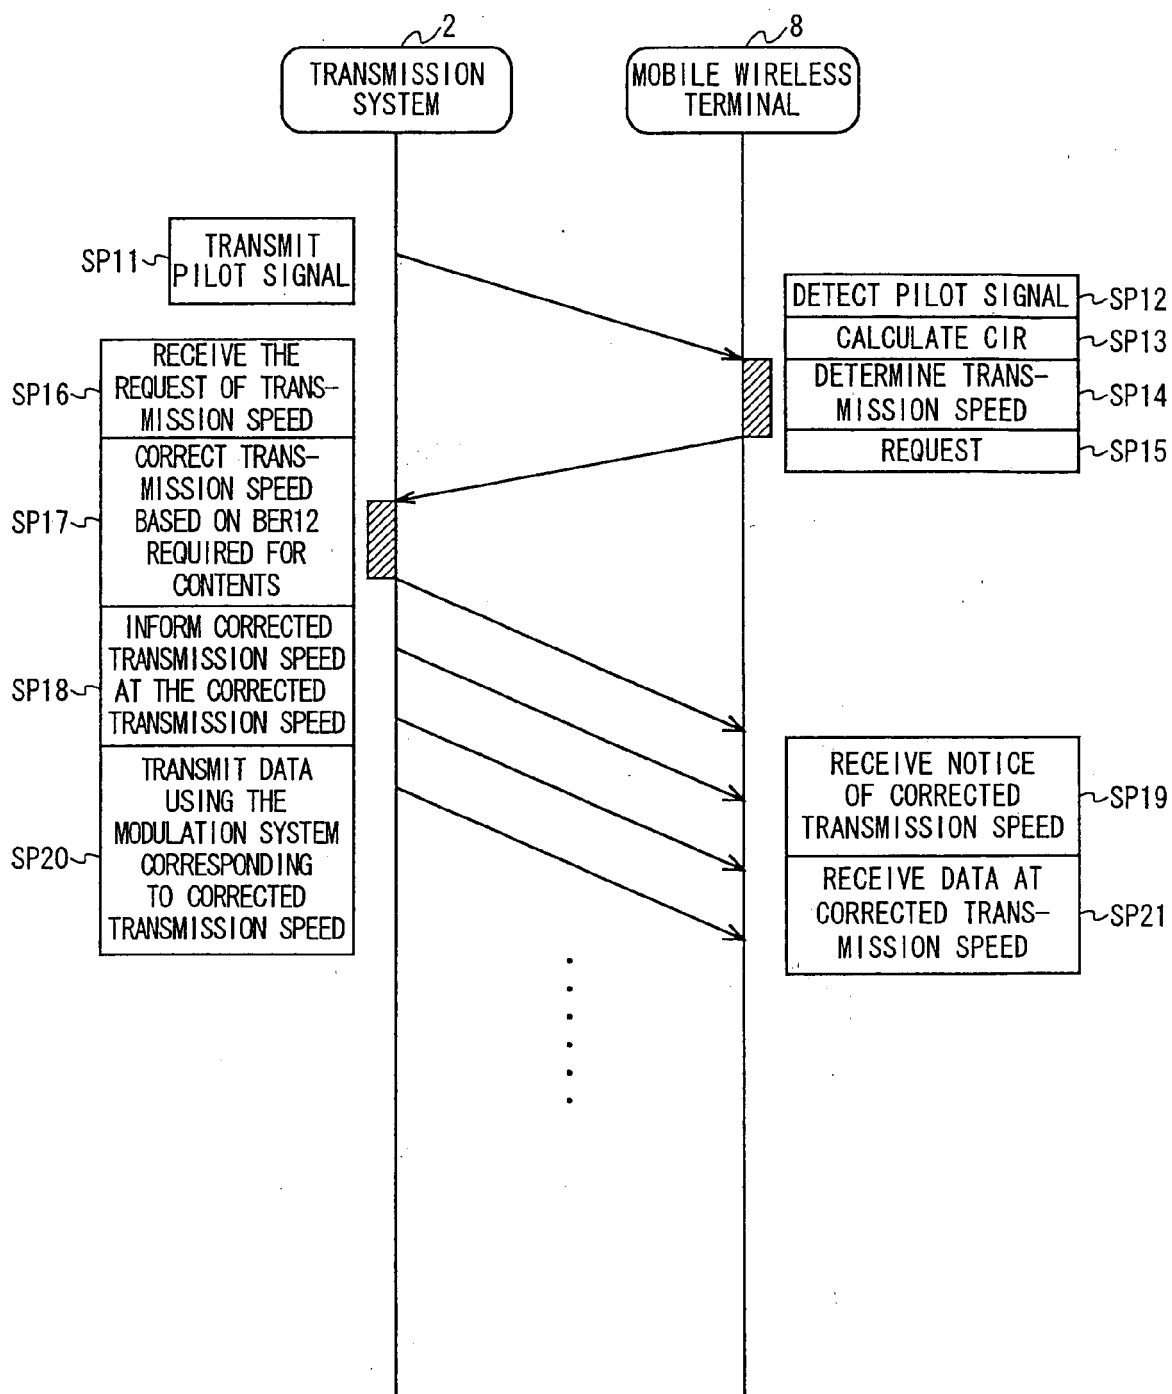 2
8
TRANSMISSION
SYSTEM
MOBILE WIRELESS
TERMINAL
SP11
TRANSMIT
PILOT SIGNAL
DETECT PILOT SIGNAL
SP12
CALCULATE CIR
SP13
DETERMINE TRANS-
MISSION SPEED
SP14
REQUEST
SP15
SP16
RECEIVE THE
REQUEST OF TRANS-
MISSION SPEED
SP17
CORRECT TRANS-
MISSION SPEED
BASED ON BER12
REQUIRED FOR
CONTENTS
SP18
INFORM CORRECTED
TRANSMISSION SPEED
AT THE CORRECTED
TRANSMISSION SPEED
SP20
TRANSMIT DATA
USING THE
MODULATION SYSTEM
CORRESPONDING
TO CORRECTED
TRANSMISSION SPEED
RECEIVE NOTICE
OF CORRECTED
TRANSMISSION SPEED
SP19
RECEIVE DATA AT
CORRECTED TRANS-
MISSION SPEED
SP21